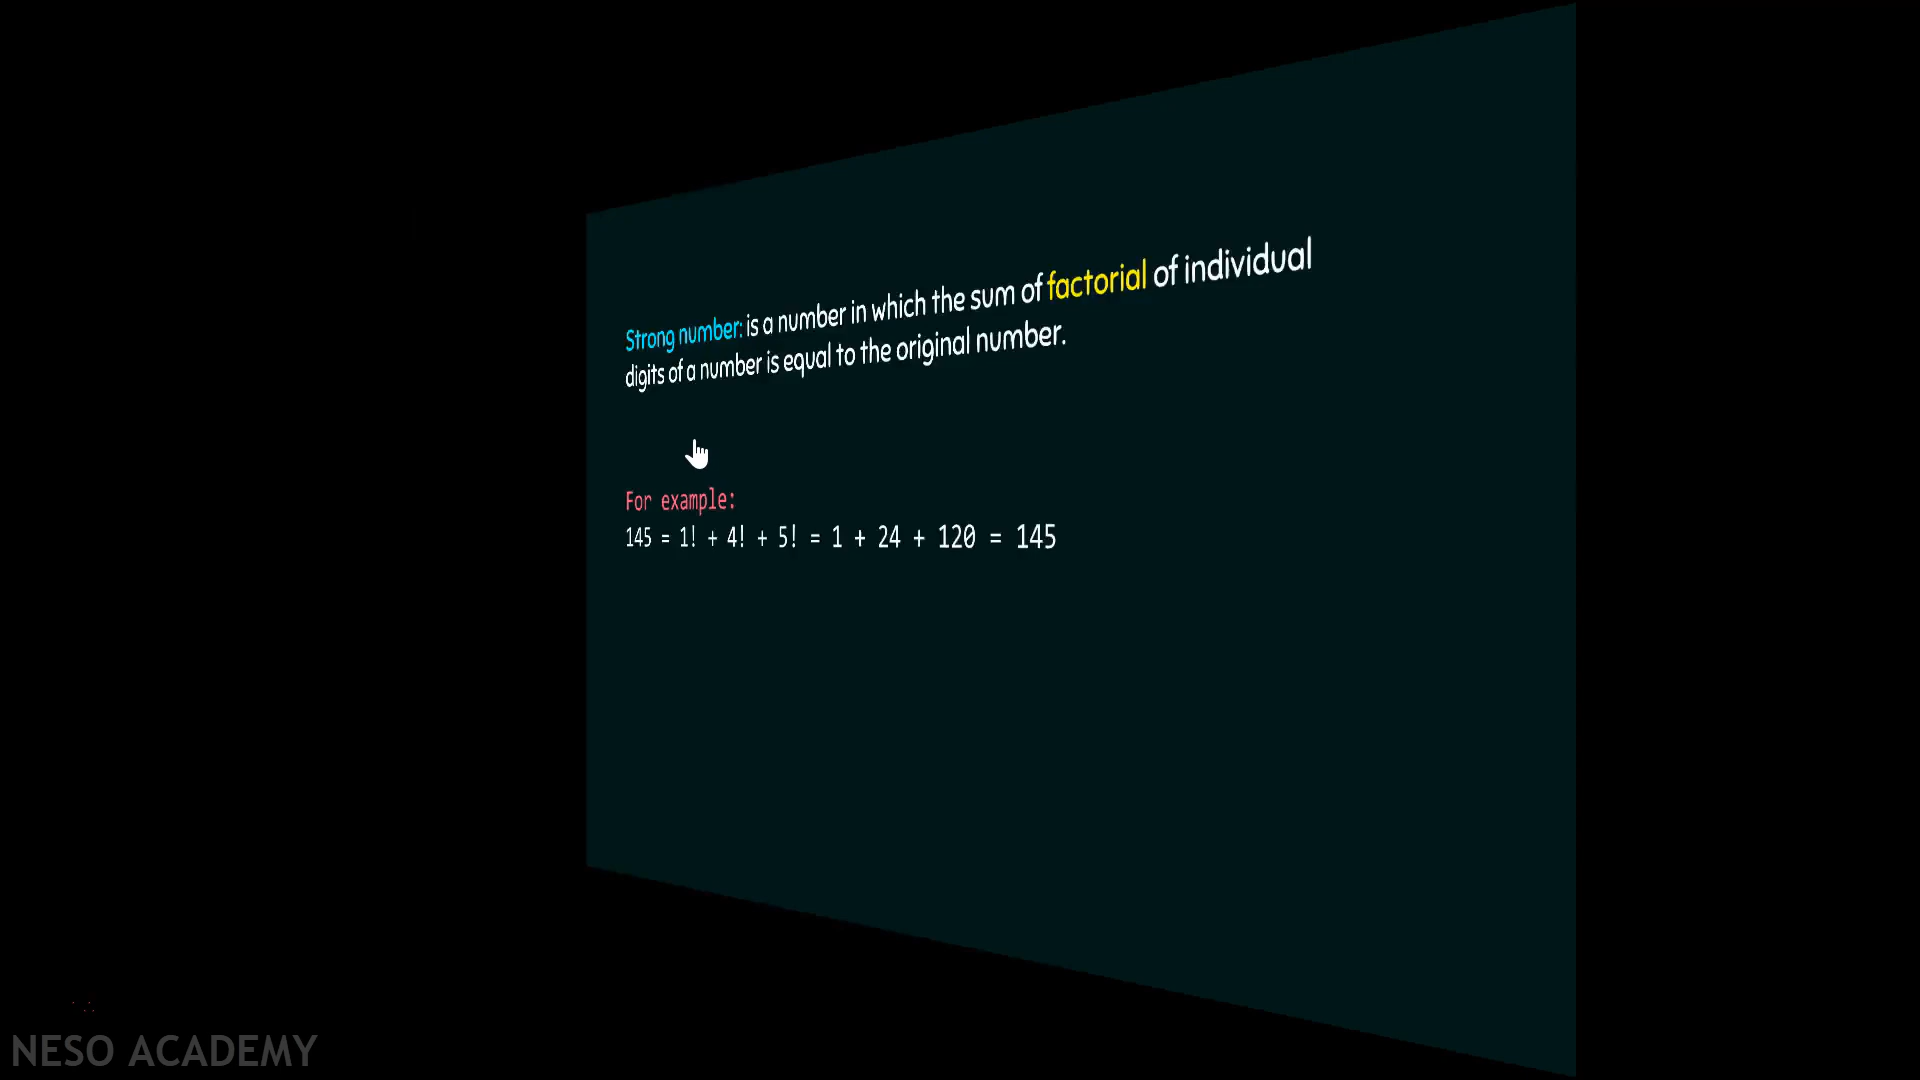 Strong number: is a number in which the sum of factorial of individual
digits of a number is equal to the original number.
For example:
145 = 1! + 4! + 5! = 1 + 24 + 120 = 145
NESO ACADEMY